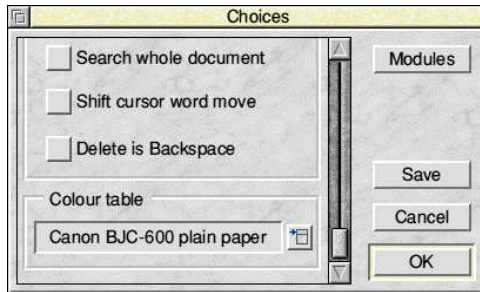 Choices
Search whole document
Shift cursor word move
Delete is Backspace
Colour table
Canon BJC-600 plain paper
Modules
Save
Cancel
OK